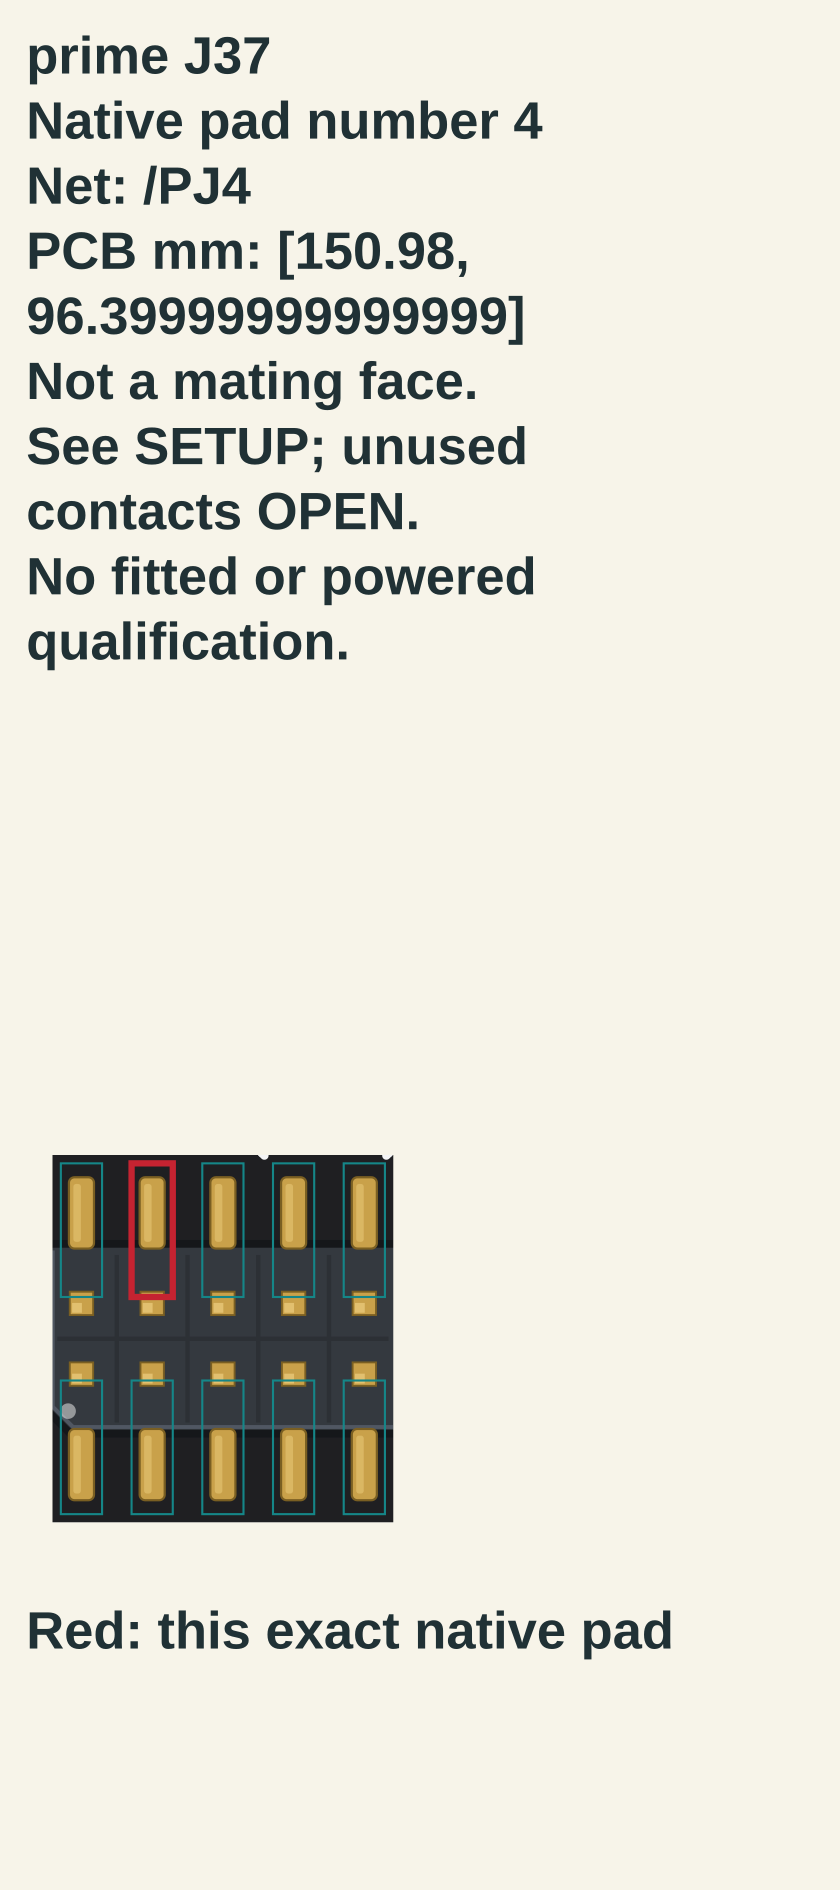 prime J37
Native pad number 4
Net: /PJ4
PCB mm: [150.98,
96.39999999999999]
Not a mating face.
See SETUP; unused
contacts OPEN.
No fitted or powered
qualification.
Red: this exact native pad